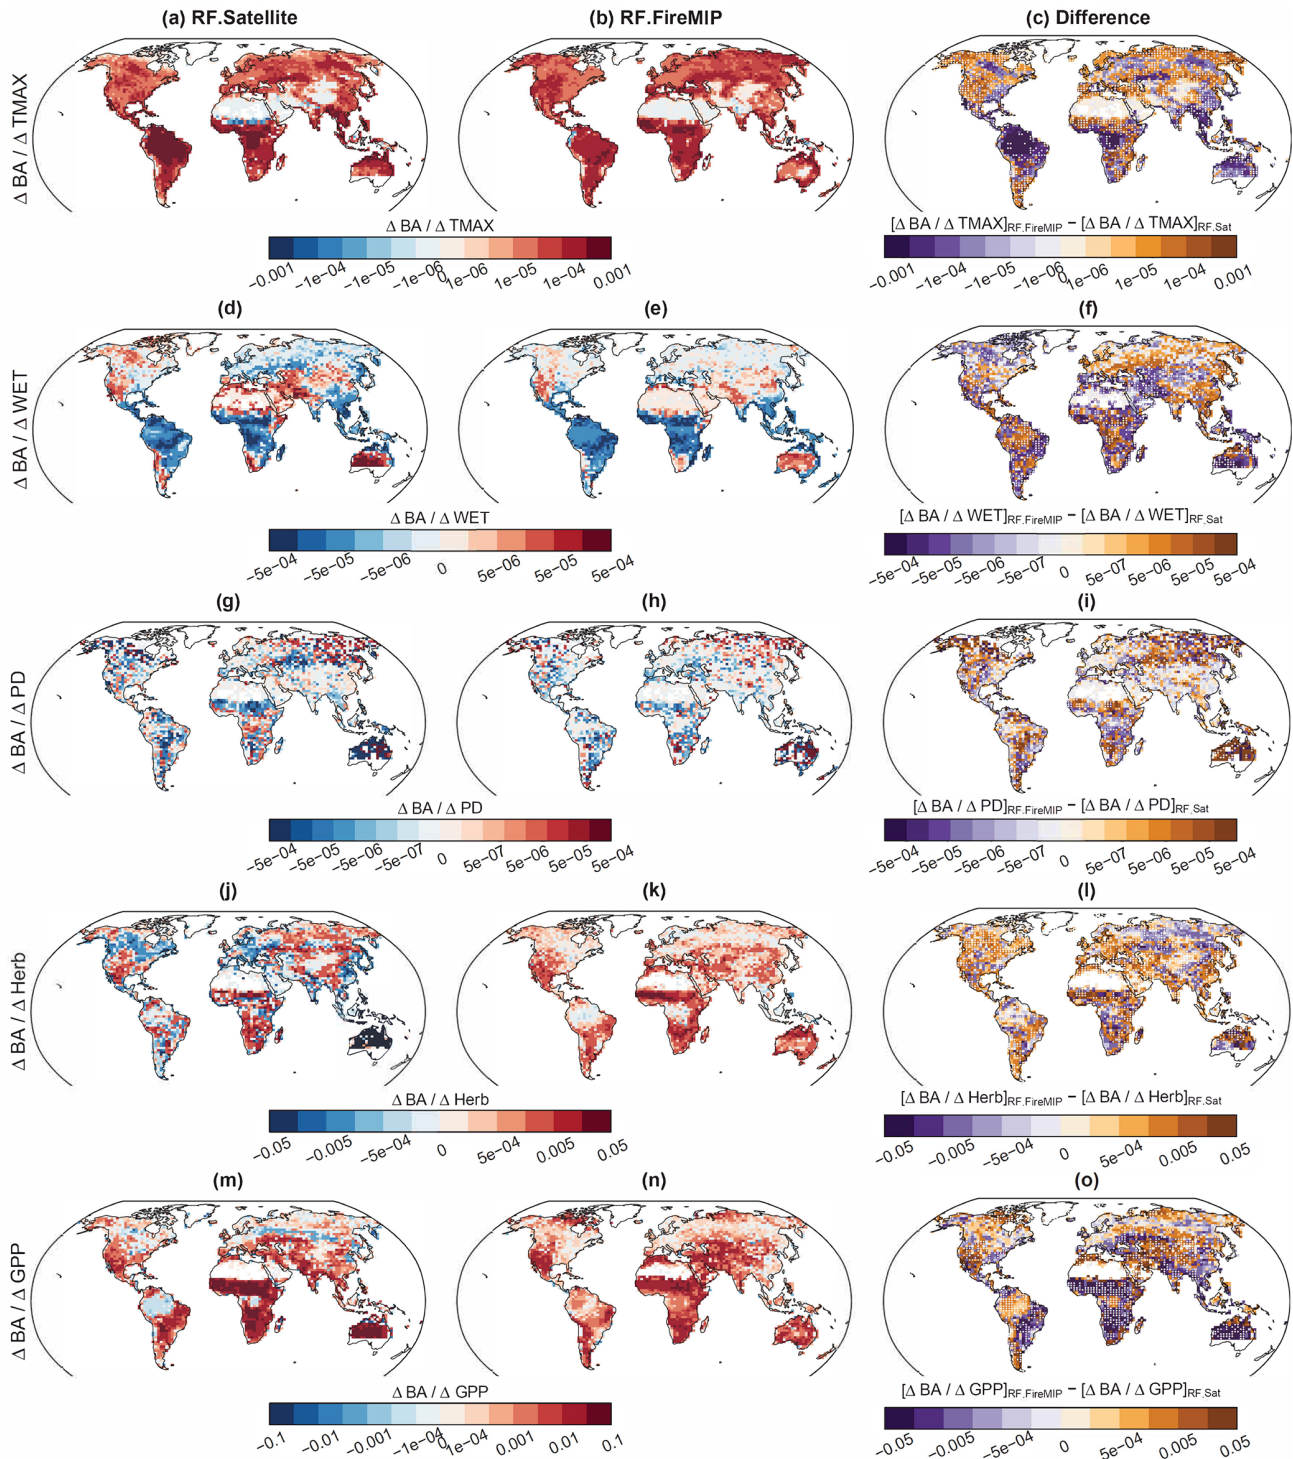 (a) RF.Satellite
(b) RF.FireMIP
(c) Difference
Δ BA / Δ TMAX
Δ BA / Δ TMAX
−0.001 −1e−04 −1e−05 −1e−06 1e−06 1e−05 1e−04 0.001
[Δ BA / Δ TMAX]RF.FireMIP − [Δ BA / Δ TMAX]RF.Sat
−0.001 −1e−04 −1e−05 −1e−06 1e−06 1e−05 1e−04 0.001
(d)
(e)
(f)
Δ BA / Δ WET
Δ BA / Δ WET
−5e−04 −5e−05 −5e−06 0 5e−06 5e−05 5e−04
[Δ BA / Δ WET]RF.FireMIP − [Δ BA / Δ WET]RF.Sat
−5e−04 −5e−05 −5e−06 −5e−07 0 5e−07 5e−06 5e−05 5e−04
(g)
(h)
(i)
Δ BA / Δ PD
Δ BA / Δ PD
−5e−04 −5e−05 −5e−06 −5e−07 0 5e−07 5e−06 5e−05 5e−04
[Δ BA / Δ PD]RF.FireMIP − [Δ BA / Δ PD]RF.Sat
−5e−04 −5e−05 −5e−06 −5e−07 0 5e−07 5e−06 5e−05 5e−04
(j)
(k)
(l)
Δ BA / Δ Herb
Δ BA / Δ Herb
−0.05 −0.005 −5e−04 0 5e−04 0.005 0.05
[Δ BA / Δ Herb]RF.FireMIP − [Δ BA / Δ Herb]RF.Sat
−0.05 −0.005 −5e−04 0 5e−04 0.005 0.05
(m)
(n)
(o)
Δ BA / Δ GPP
Δ BA / Δ GPP
−0.1 −0.01 −0.001 −1e−04 1e−04 0.001 0.01 0.1
[Δ BA / Δ GPP]RF.FireMIP − [Δ BA / Δ GPP]RF.Sat
−0.05 −0.005 −5e−04 0 5e−04 0.005 0.05